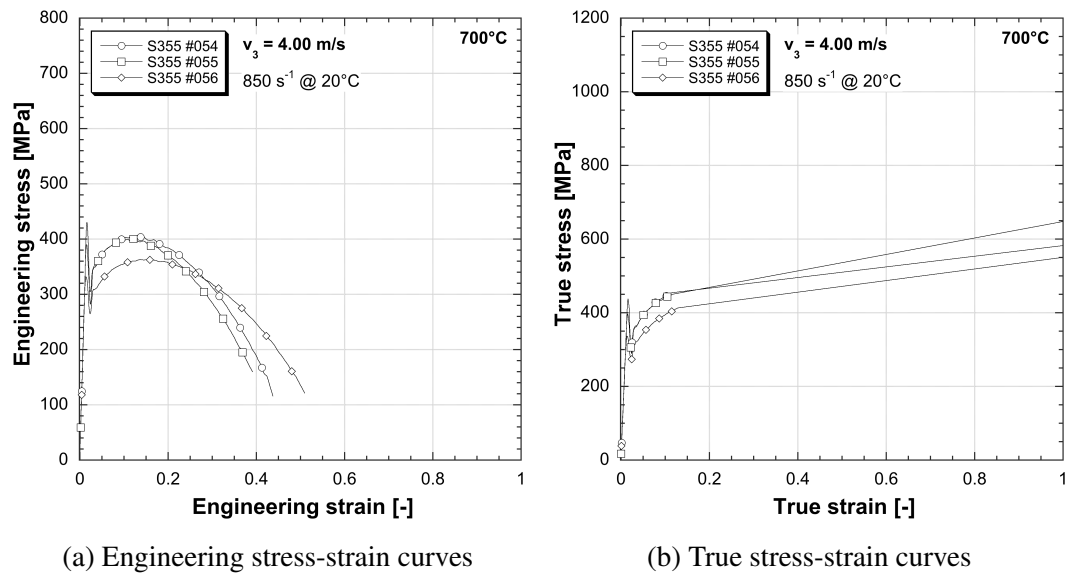 800
700
600
500
400
300
200
100
0
Engineering stress [MPa]
S355 #054
S355 #055
S355 #056
v3 = 4.00 m/s
850 s-1 @ 20°C
700°C
0 0.2 0.4 0.6 0.8 1
Engineering strain [-]
(a) Engineering stress-strain curves
1200
1000
800
600
400
200
0
True stress [MPa]
S355 #054
S355 #055
S355 #056
v3 = 4.00 m/s
850 s-1 @ 20°C
700°C
0 0.2 0.4 0.6 0.8 1
True strain [-]
(b) True stress-strain curves